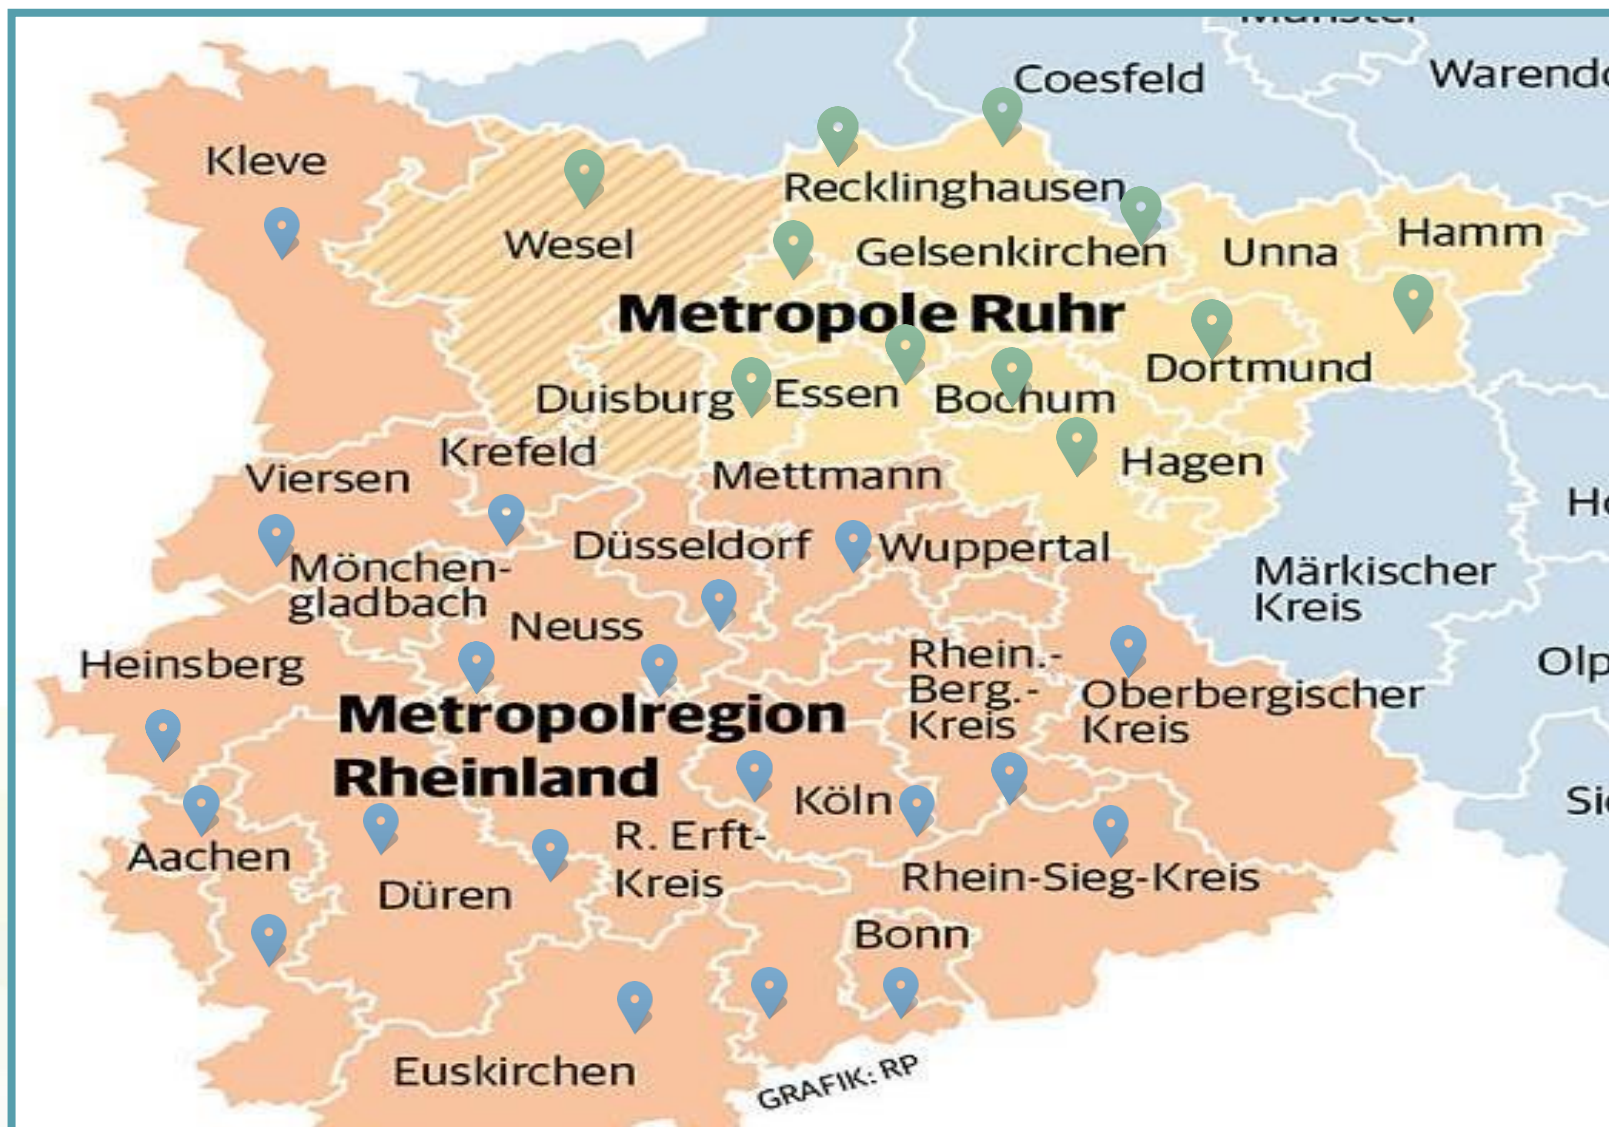 Coesfeld
Kleve
Recklinghausen
Wesel
Gelsenkirchen
Unna
Hamm
Metropole Ruhr
Duisburg
Essen
Bochum
Dortmund
Krefeld
Viersen
Mettmann
Hagen
Düsseldorf
Wuppertal
Mönchen-
gladbach
Neuss
Märkischer
Kreis
Heinsberg
Rhein.-
Berg.-
Kreis
Oberbergischer
Kreis
Metropolregion
Rheinland
Köln
R. Erft-
Kreis
Aachen
Düren
Rhein-Sieg-Kreis
Bonn
Euskirchen
GRAFIK: RP